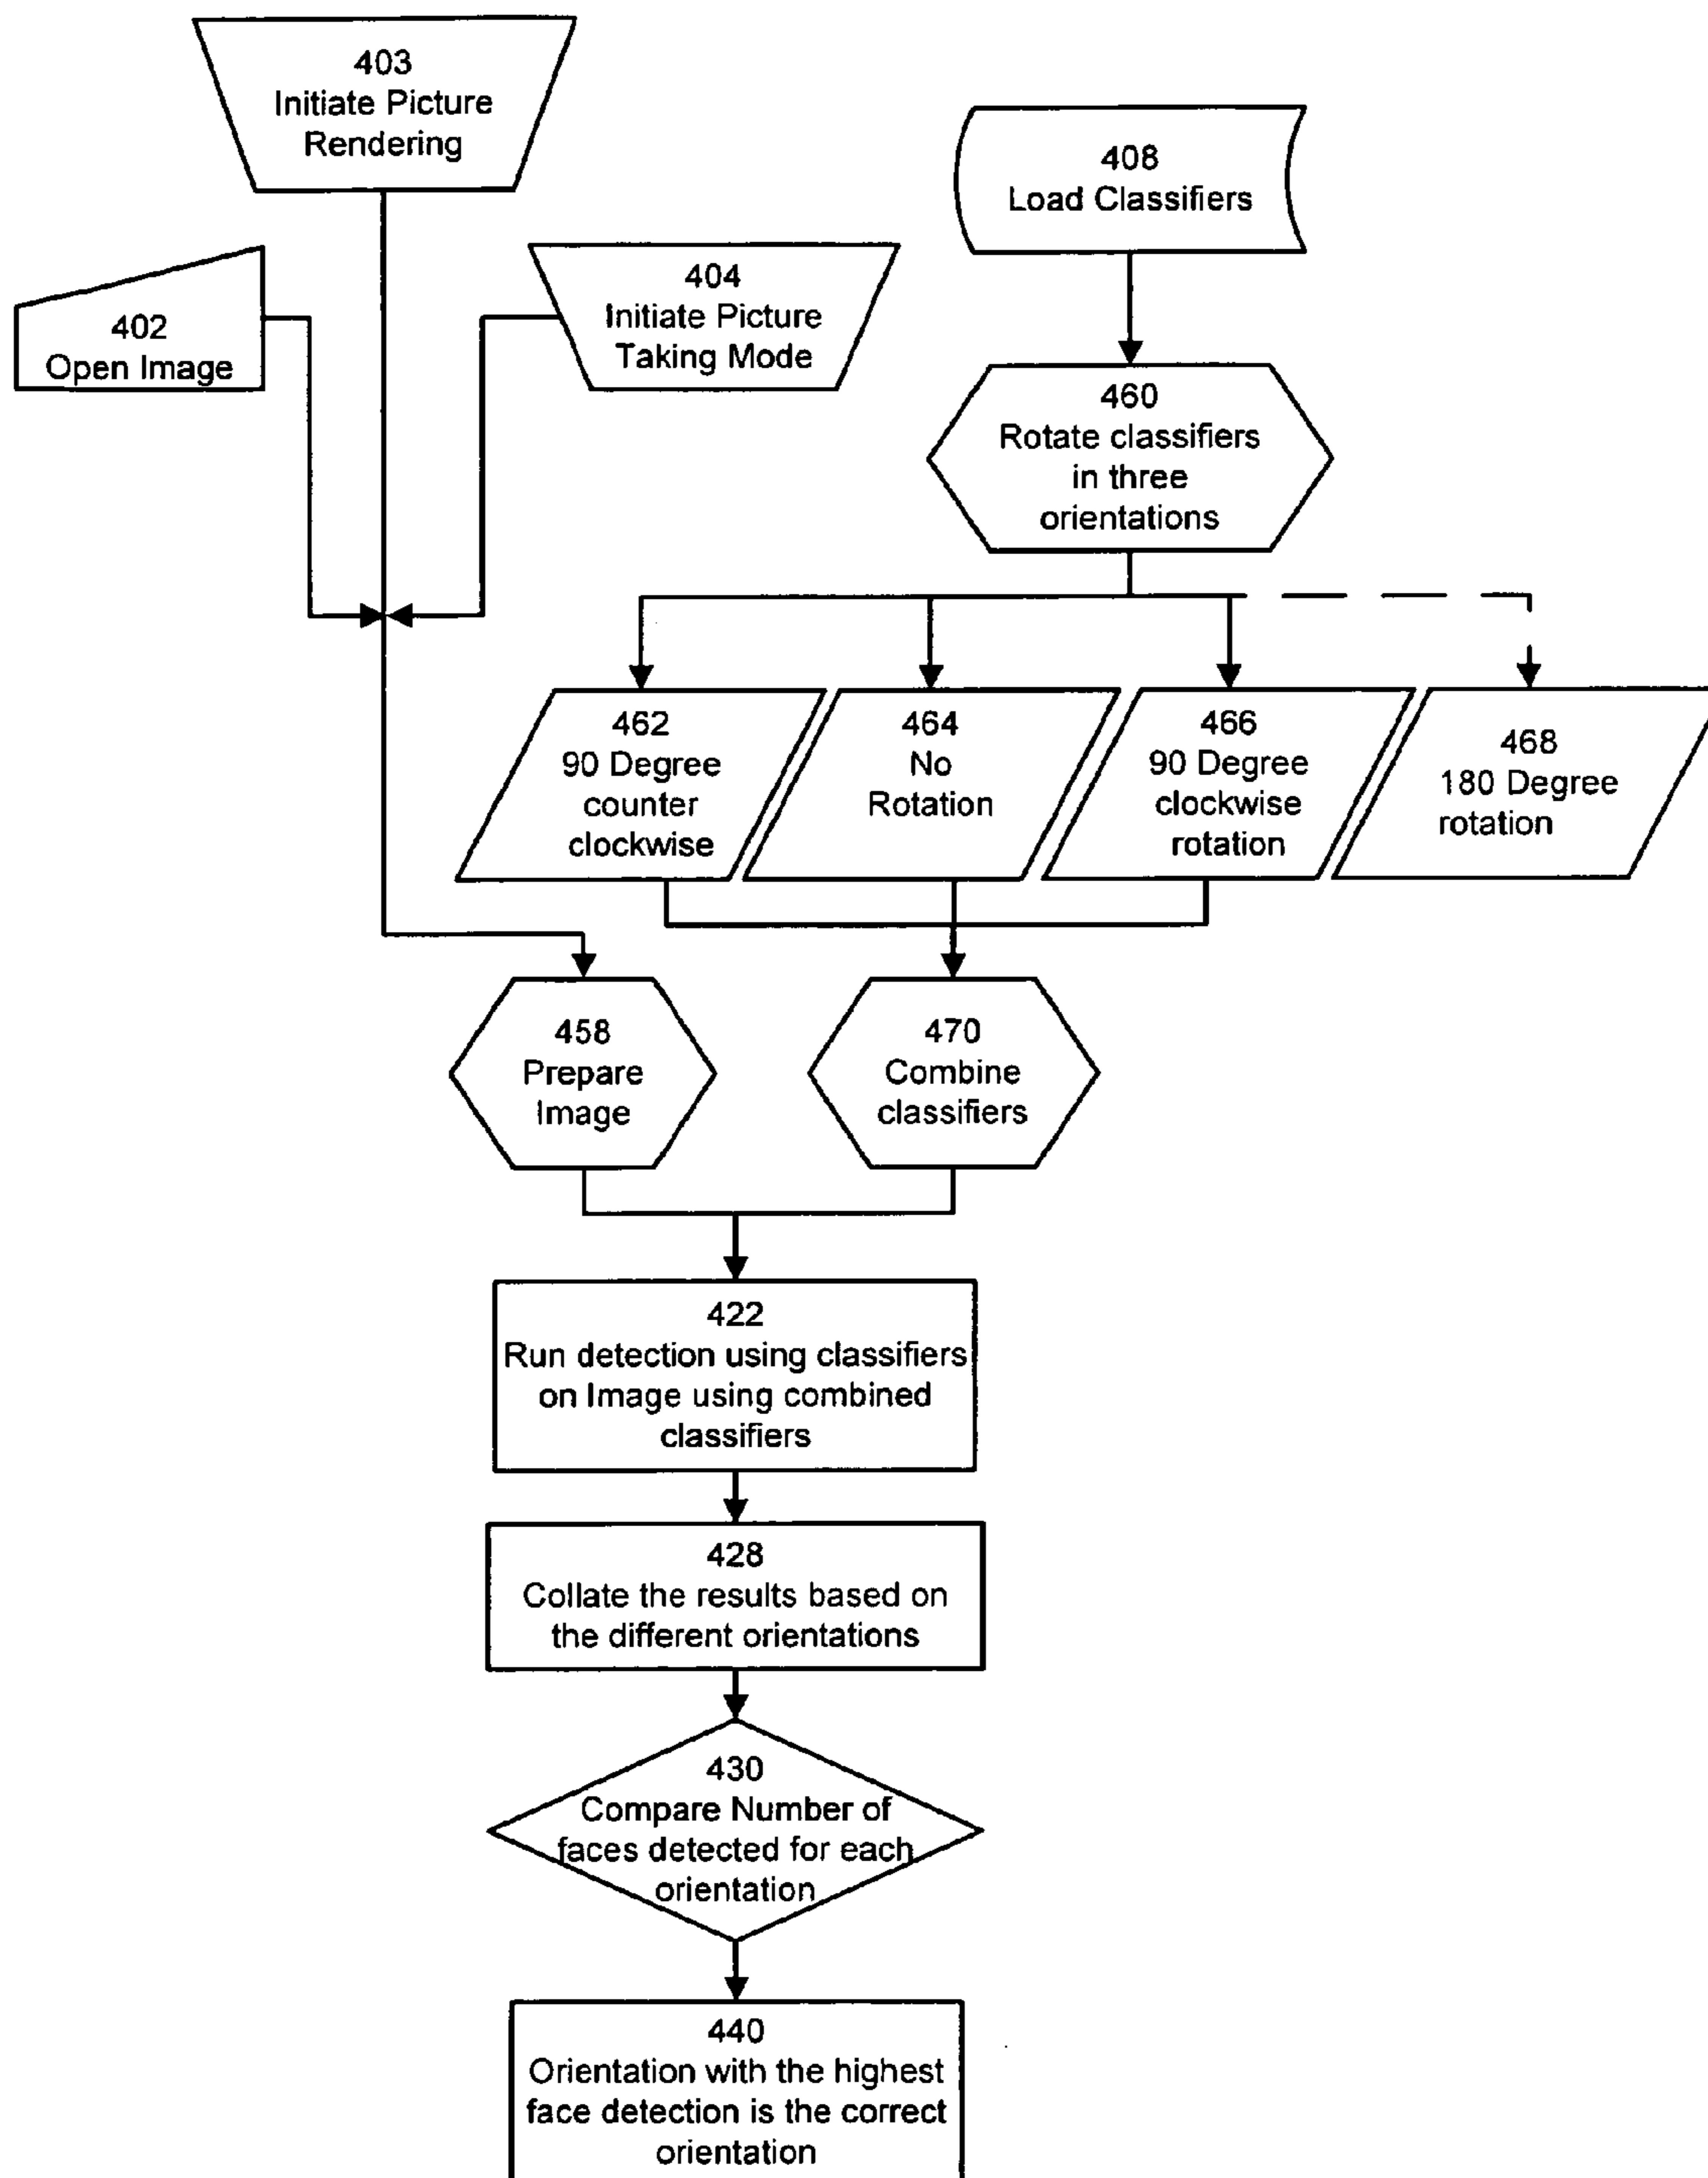 403
Initiate Picture
Rendering
408
Load Classifiers
402
Open Image
404
Initiate Picture
Taking Mode
460
Rotate classifiers
in three
orientations
462
90 Degree
counter
clockwise
464
No
Rotation
466
90 Degree
clockwise
rotation
468
180 Degree
rotation
458
Prepare
Image
470
Combine
classifiers
422
Run detection using classifiers
on Image using combined
classifiers
428
Collate the results based on
the different orientations
430
Compare Number of
faces detected for each
orientation
440
Orientation with the highest
face detection is the correct
orientation